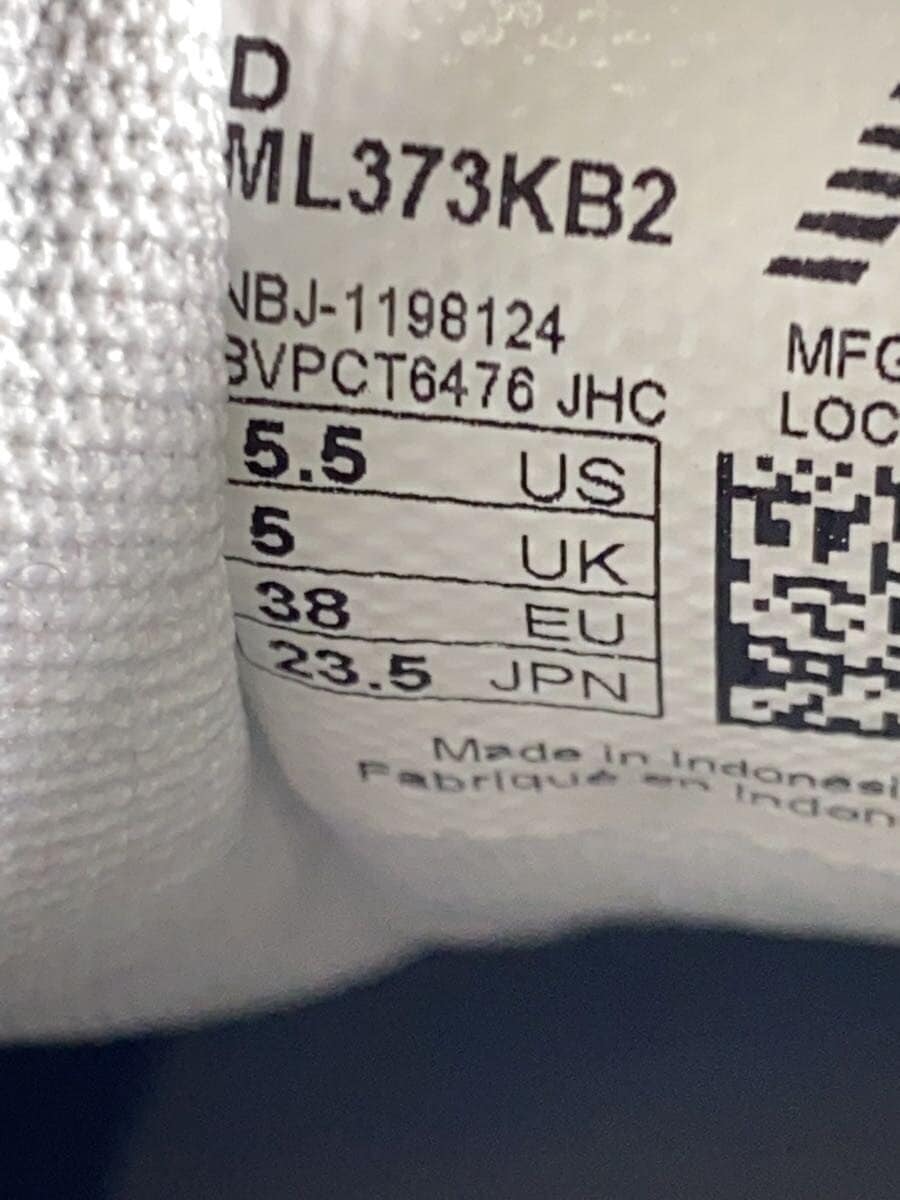 D
ML373KB2
NBJ-1198124
BVPCT6476 JHC
5.5 US
5 UK
38 EU
23.5 JPN
MFG
LOC
Made in Indonesi
Fabriqué en Indon